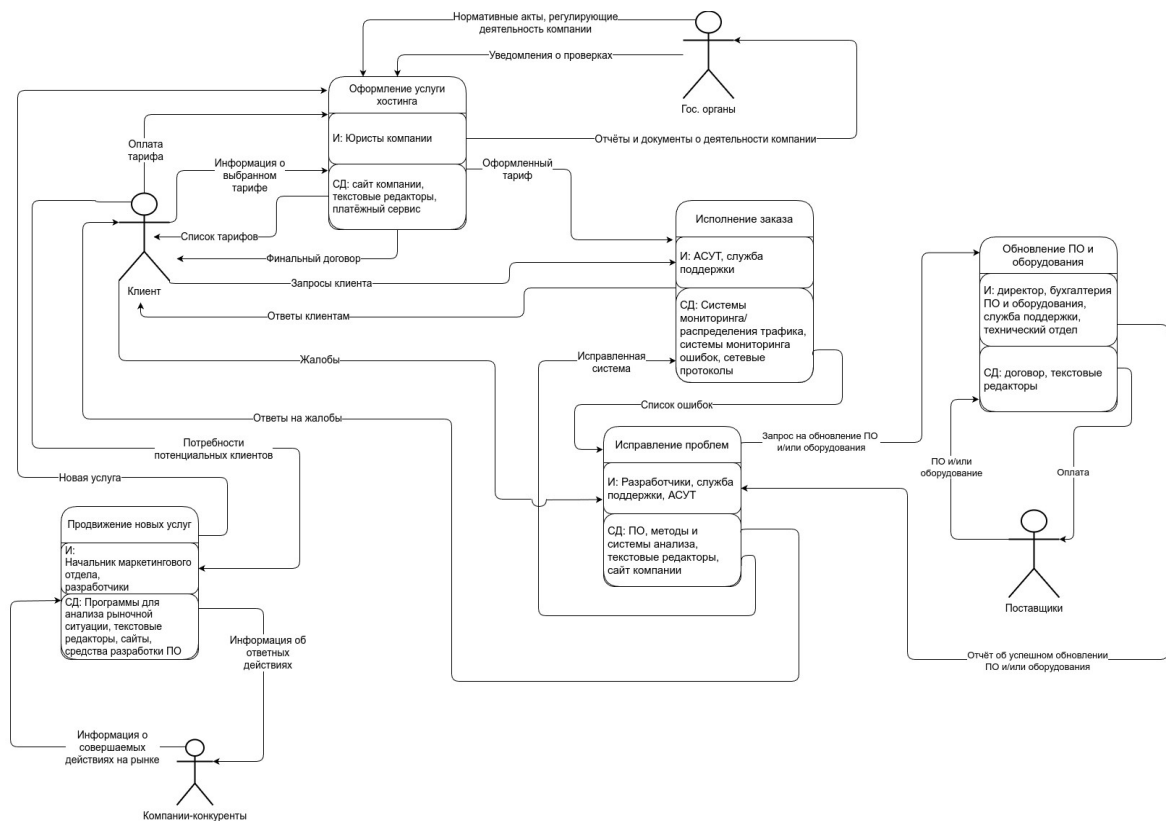 Нормативные акты, регулирующие
деятельность компании
Уведомления о проверках
Гос. органы
Отчёты и документы о деятельности компании
Оформление услуги
хостинга
И: Юристы компании
СД: сайт компании,
текстовые редакторы,
платёжный сервис
Оплата
тарифа
Информация о
выбранном
тарифе
Оформленный
тариф
Список тарифов
Финальный договор
Клиент
Запросы клиента
Ответы клиентам
Исполнение заказа
И: АСУТ, служба
поддержки
СД: Системы
мониторинга/
распределения трафика,
системы мониторинга
ошибок, сетевые
протоколы
Обновление ПО и
оборудования
И: директор, бухгалтерия
ПО и оборудования,
служба поддержки,
технический отдел
СД: договор, текстовые
редакторы
Жалобы
Исправленная
система
Список ошибок
Ответы на жалобы
Потребности
потенциальных клиентов
Новая услуга
Исправление проблем
И: Разработчики, служба
поддержки, АСУТ
СД: ПО, методы и
системы анализа,
текстовые редакторы,
сайт компании
Запрос на обновление ПО
и/или оборудования
ПО и/или
оборудование
Оплата
Поставщики
Продвижение новых услуг
И:
Начальник маркетингового
отдела,
разработчики
СД: Программы для
анализа рыночной
ситуации, текстовые
редакторы, сайты,
средства разработки ПО
Информация об
ответных
действиях
Отчёт об успешном обновлении
ПО и/или оборудования
Информация о
совершаемых
действиях на рынке
Компании-конкуренты